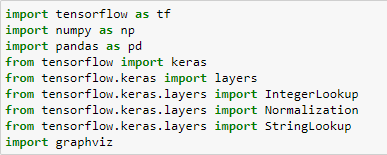 import tensorflow as tf
import numpy as np
import pandas as pd
from tensorflow import keras
from tensorflow.keras import layers
from tensorflow.keras.layers import IntegerLookup
from tensorflow.keras.layers import Normalization
from tensorflow.keras.layers import StringLookup
import graphviz